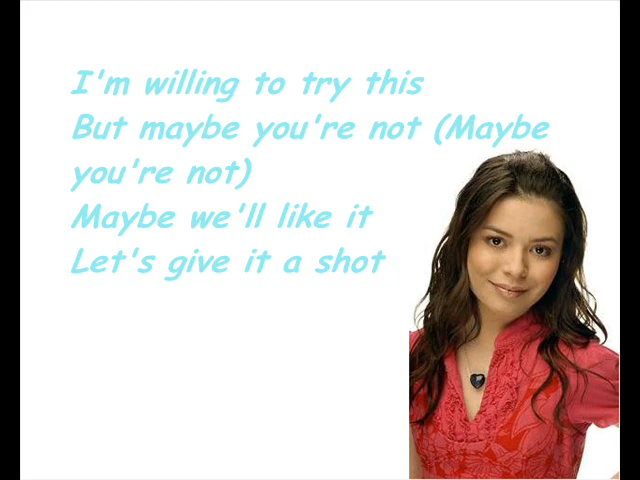 I'm willing to try this
But maybe you're not (Maybe
you're not)
Maybe we'll like it
Let's give it a shot